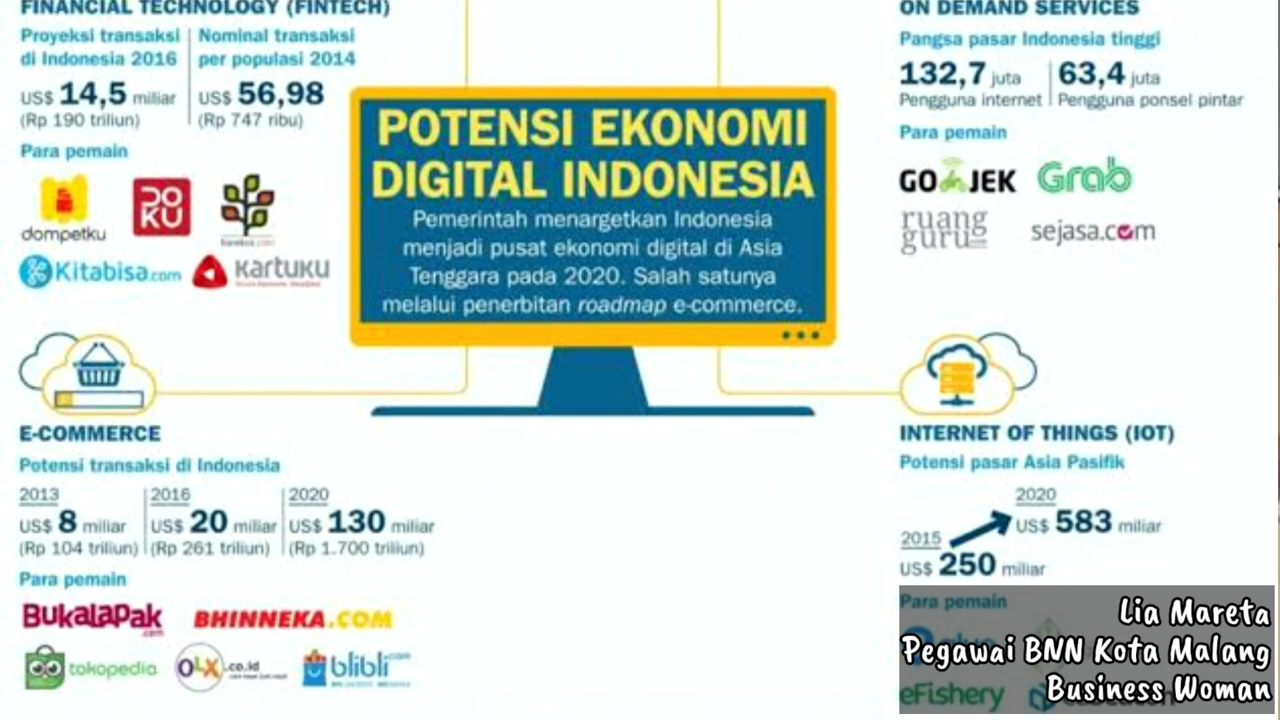 FINANCIAL TECHNOLOGY (FINTECH)
Proyeksi transaksi di Indonesia 2016
US$ 14,5 miliar
(Rp 190 triliun)
Nominal transaksi per populasi 2014
US$ 56,98
(Rp 747 ribu)
Para pemain
dompetku
DOKU
Kitabisa.com
KARTUKU
POTENSI EKONOMI
DIGITAL INDONESIA
Pemerintah menargetkan Indonesia
menjadi pusat ekonomi digital di Asia
Tenggara pada 2020. Salah satunya
melalui penerbitan roadmap e-commerce.
ON DEMAND SERVICES
Pangsa pasar Indonesia tinggi
132,7 juta
Pengguna internet
63,4 juta
Pengguna ponsel pintar
Para pemain
GO JEK
Grab
ruang
guru
sejasa.com
E-COMMERCE
Potensi transaksi di Indonesia
2013
US$ 8 miliar
(Rp 104 triliun)
2016
US$ 20 miliar
(Rp 261 triliun)
2020
US$ 130 miliar
(Rp 1.700 triliun)
Para pemain
BukaLapak
.com
BHINNEKA.COM
tokopedia
OLX.co.id
blibli.com
INTERNET OF THINGS (IOT)
Potensi pasar Asia Pasifik
2015
US$ 250 miliar
2020
US$ 583 miliar
Para pemain
eFishery
Lia Mareta
Pegawai BNN Kota Malang
Business Woman